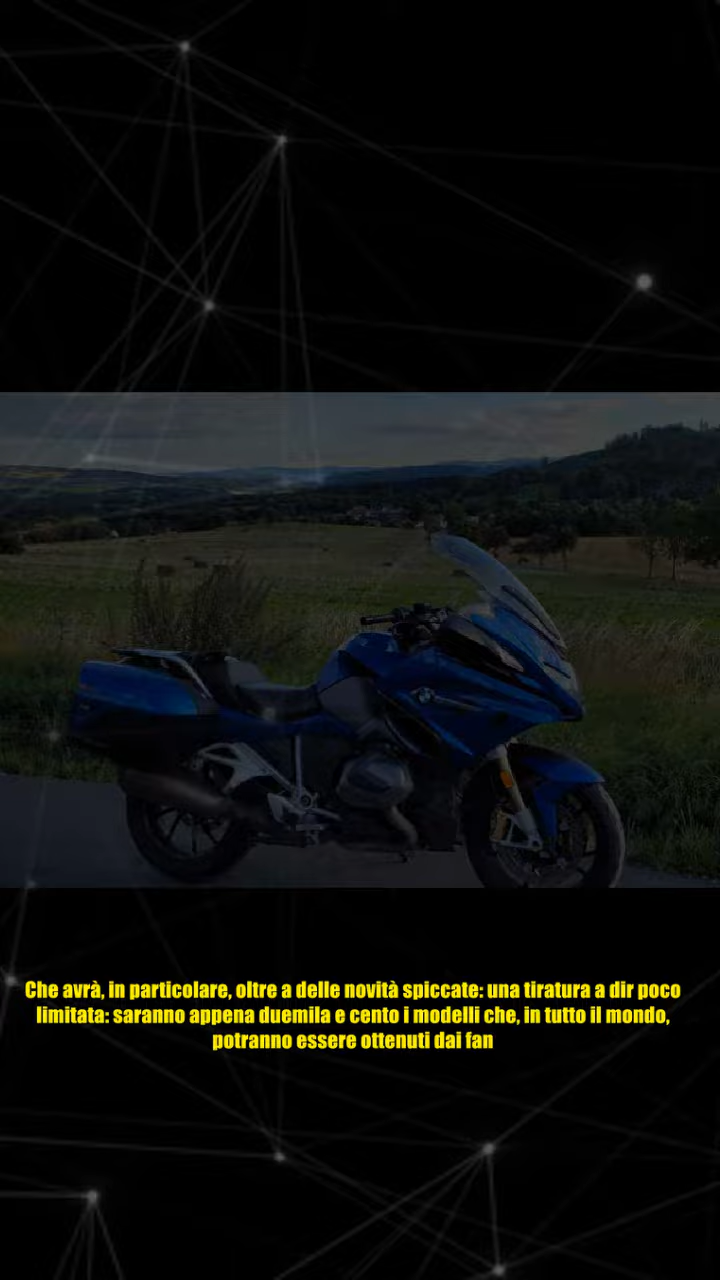 Che avrà, in particolare, oltre a delle novità spiccate: una tiratura a dir poco
limitata: saranno appena duemila e cento i modelli che, in tutto il mondo,
potranno essere ottenuti dai fan